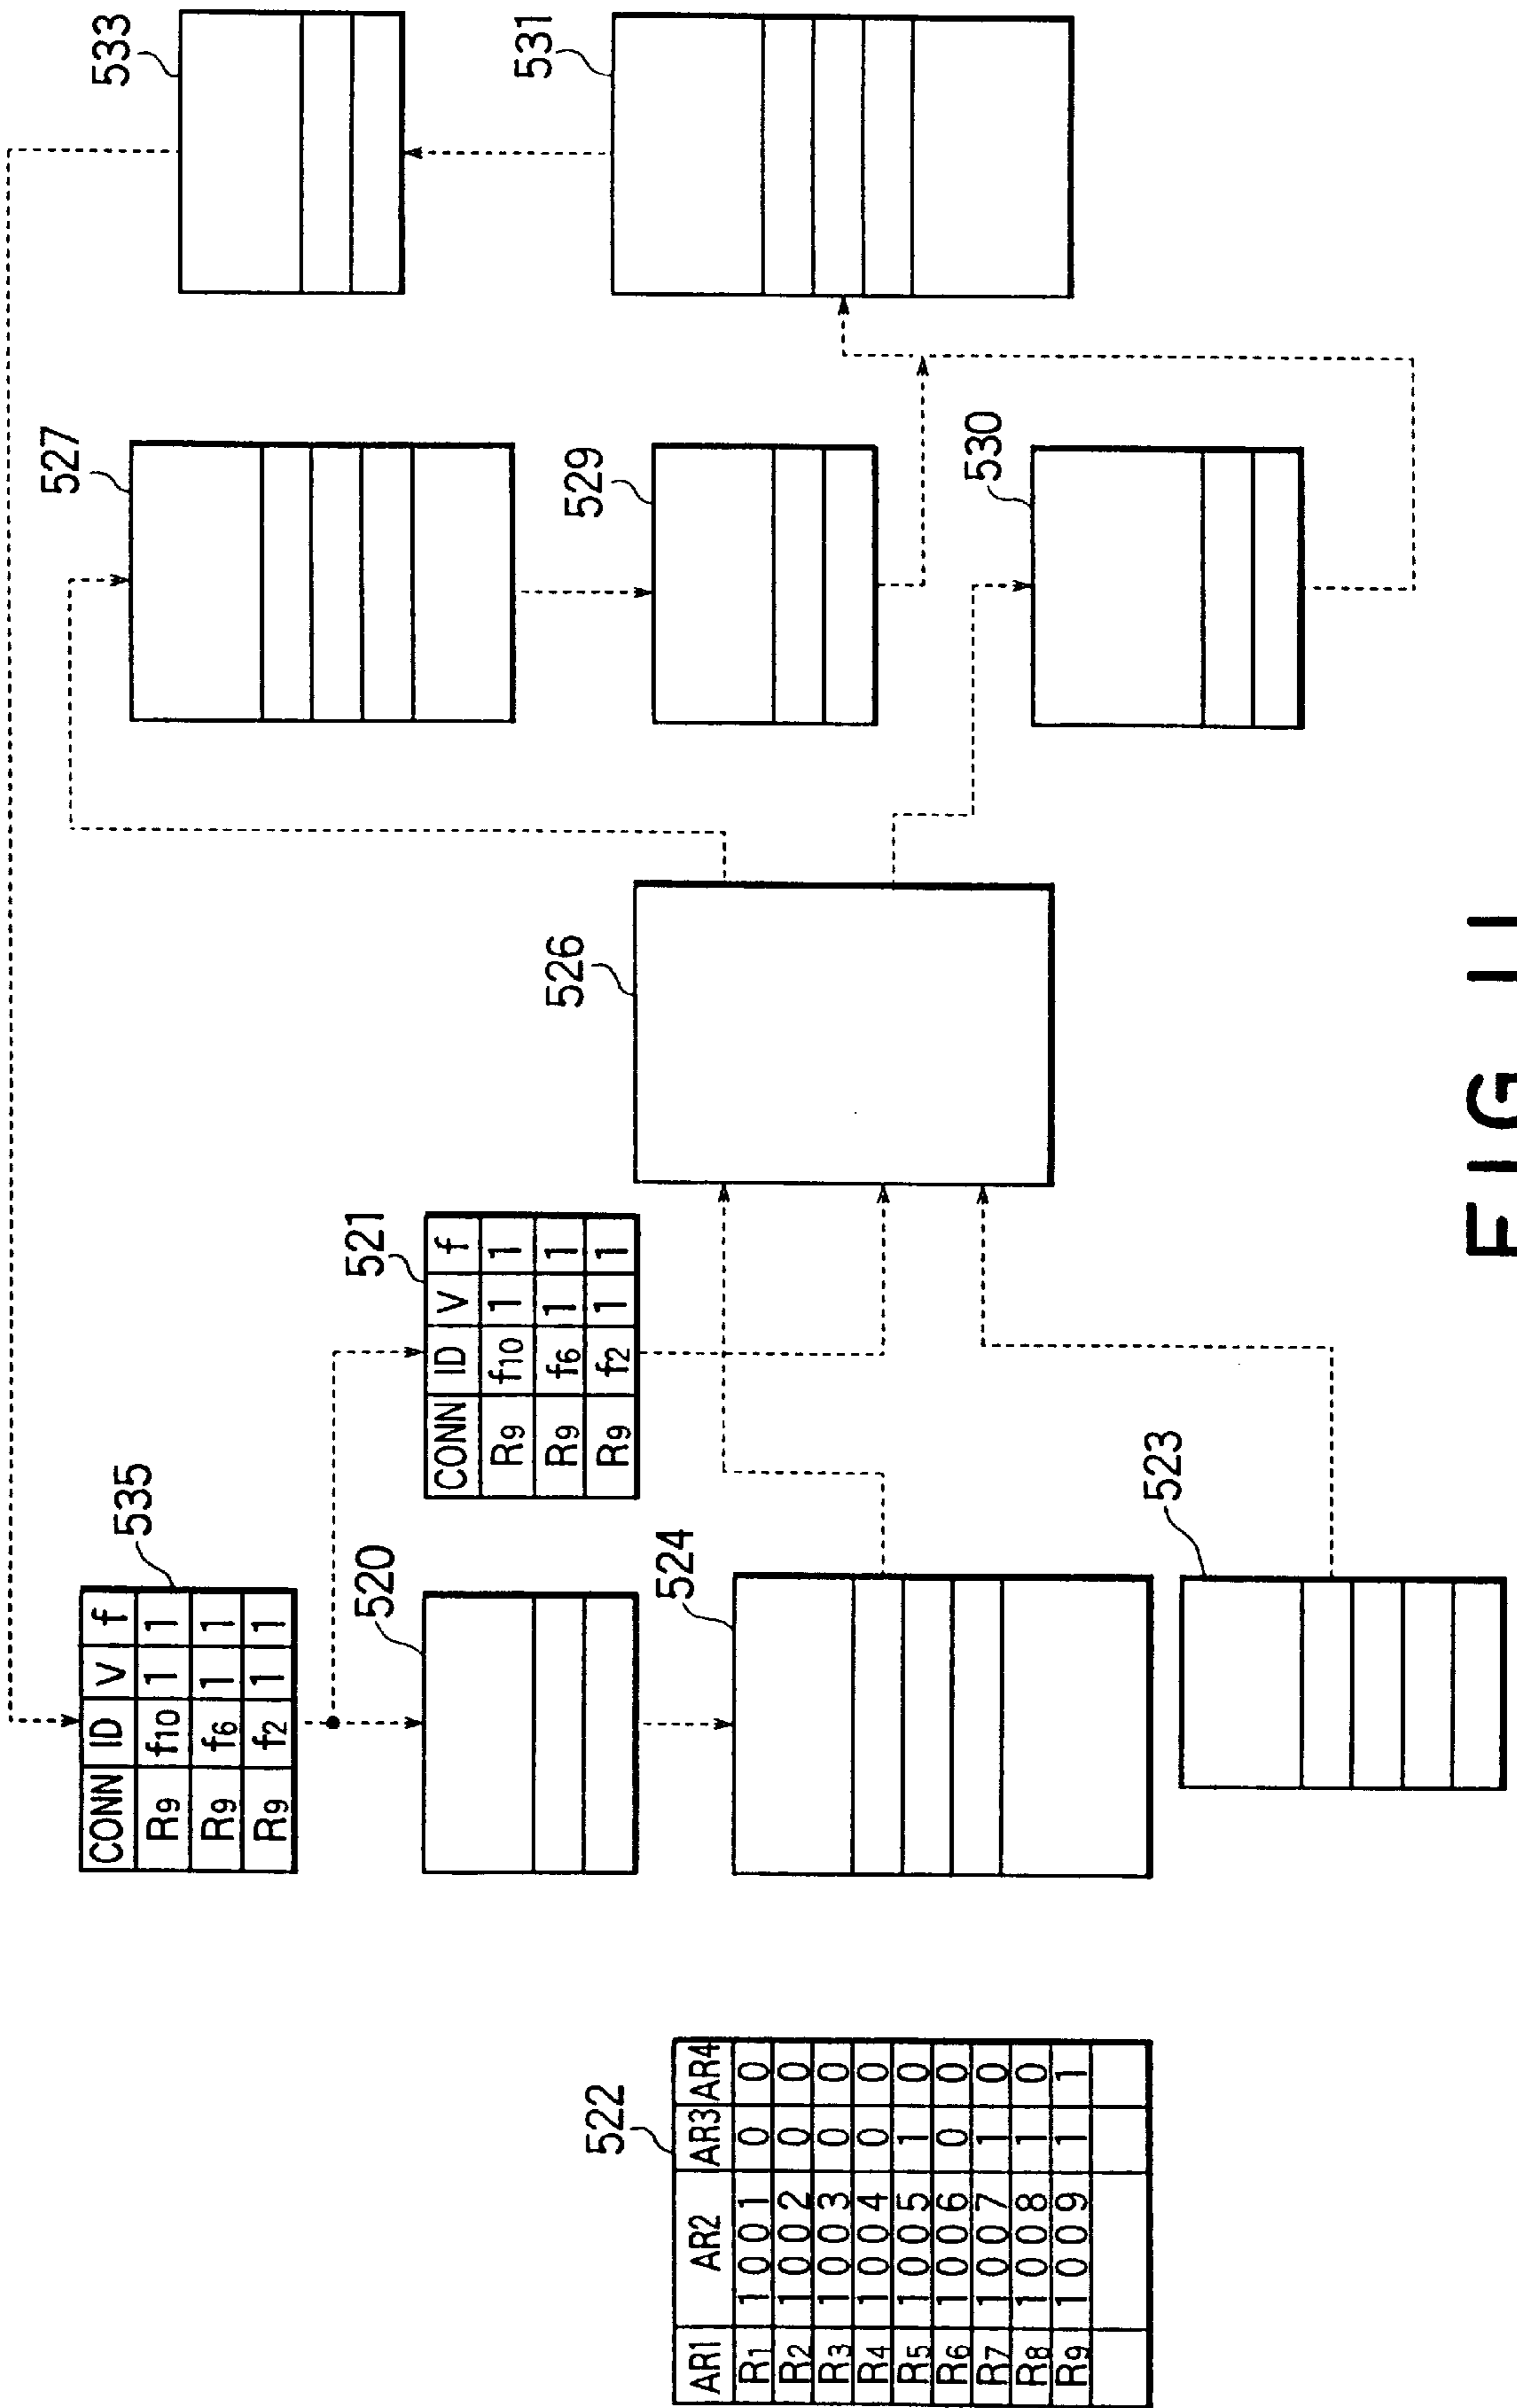 533
531
527
529
530
526
535
CONN ID V f
R9 f10 1 1
R9 f6 1 1
R9 f2 1 1
521
CONN ID V f
R9 f10 1 1
R9 f6 1 1
R9 f2 1 1
520
524
523
522
AR1 AR2 AR3 AR4
R1 1001 0 0
R2 1002 0 0
R3 1003 0 0
R4 1004 0 0
R5 1005 1 0
R6 1006 0 0
R7 1007 1 0
R8 1008 1 0
R9 1009 1 1
FIG. 11